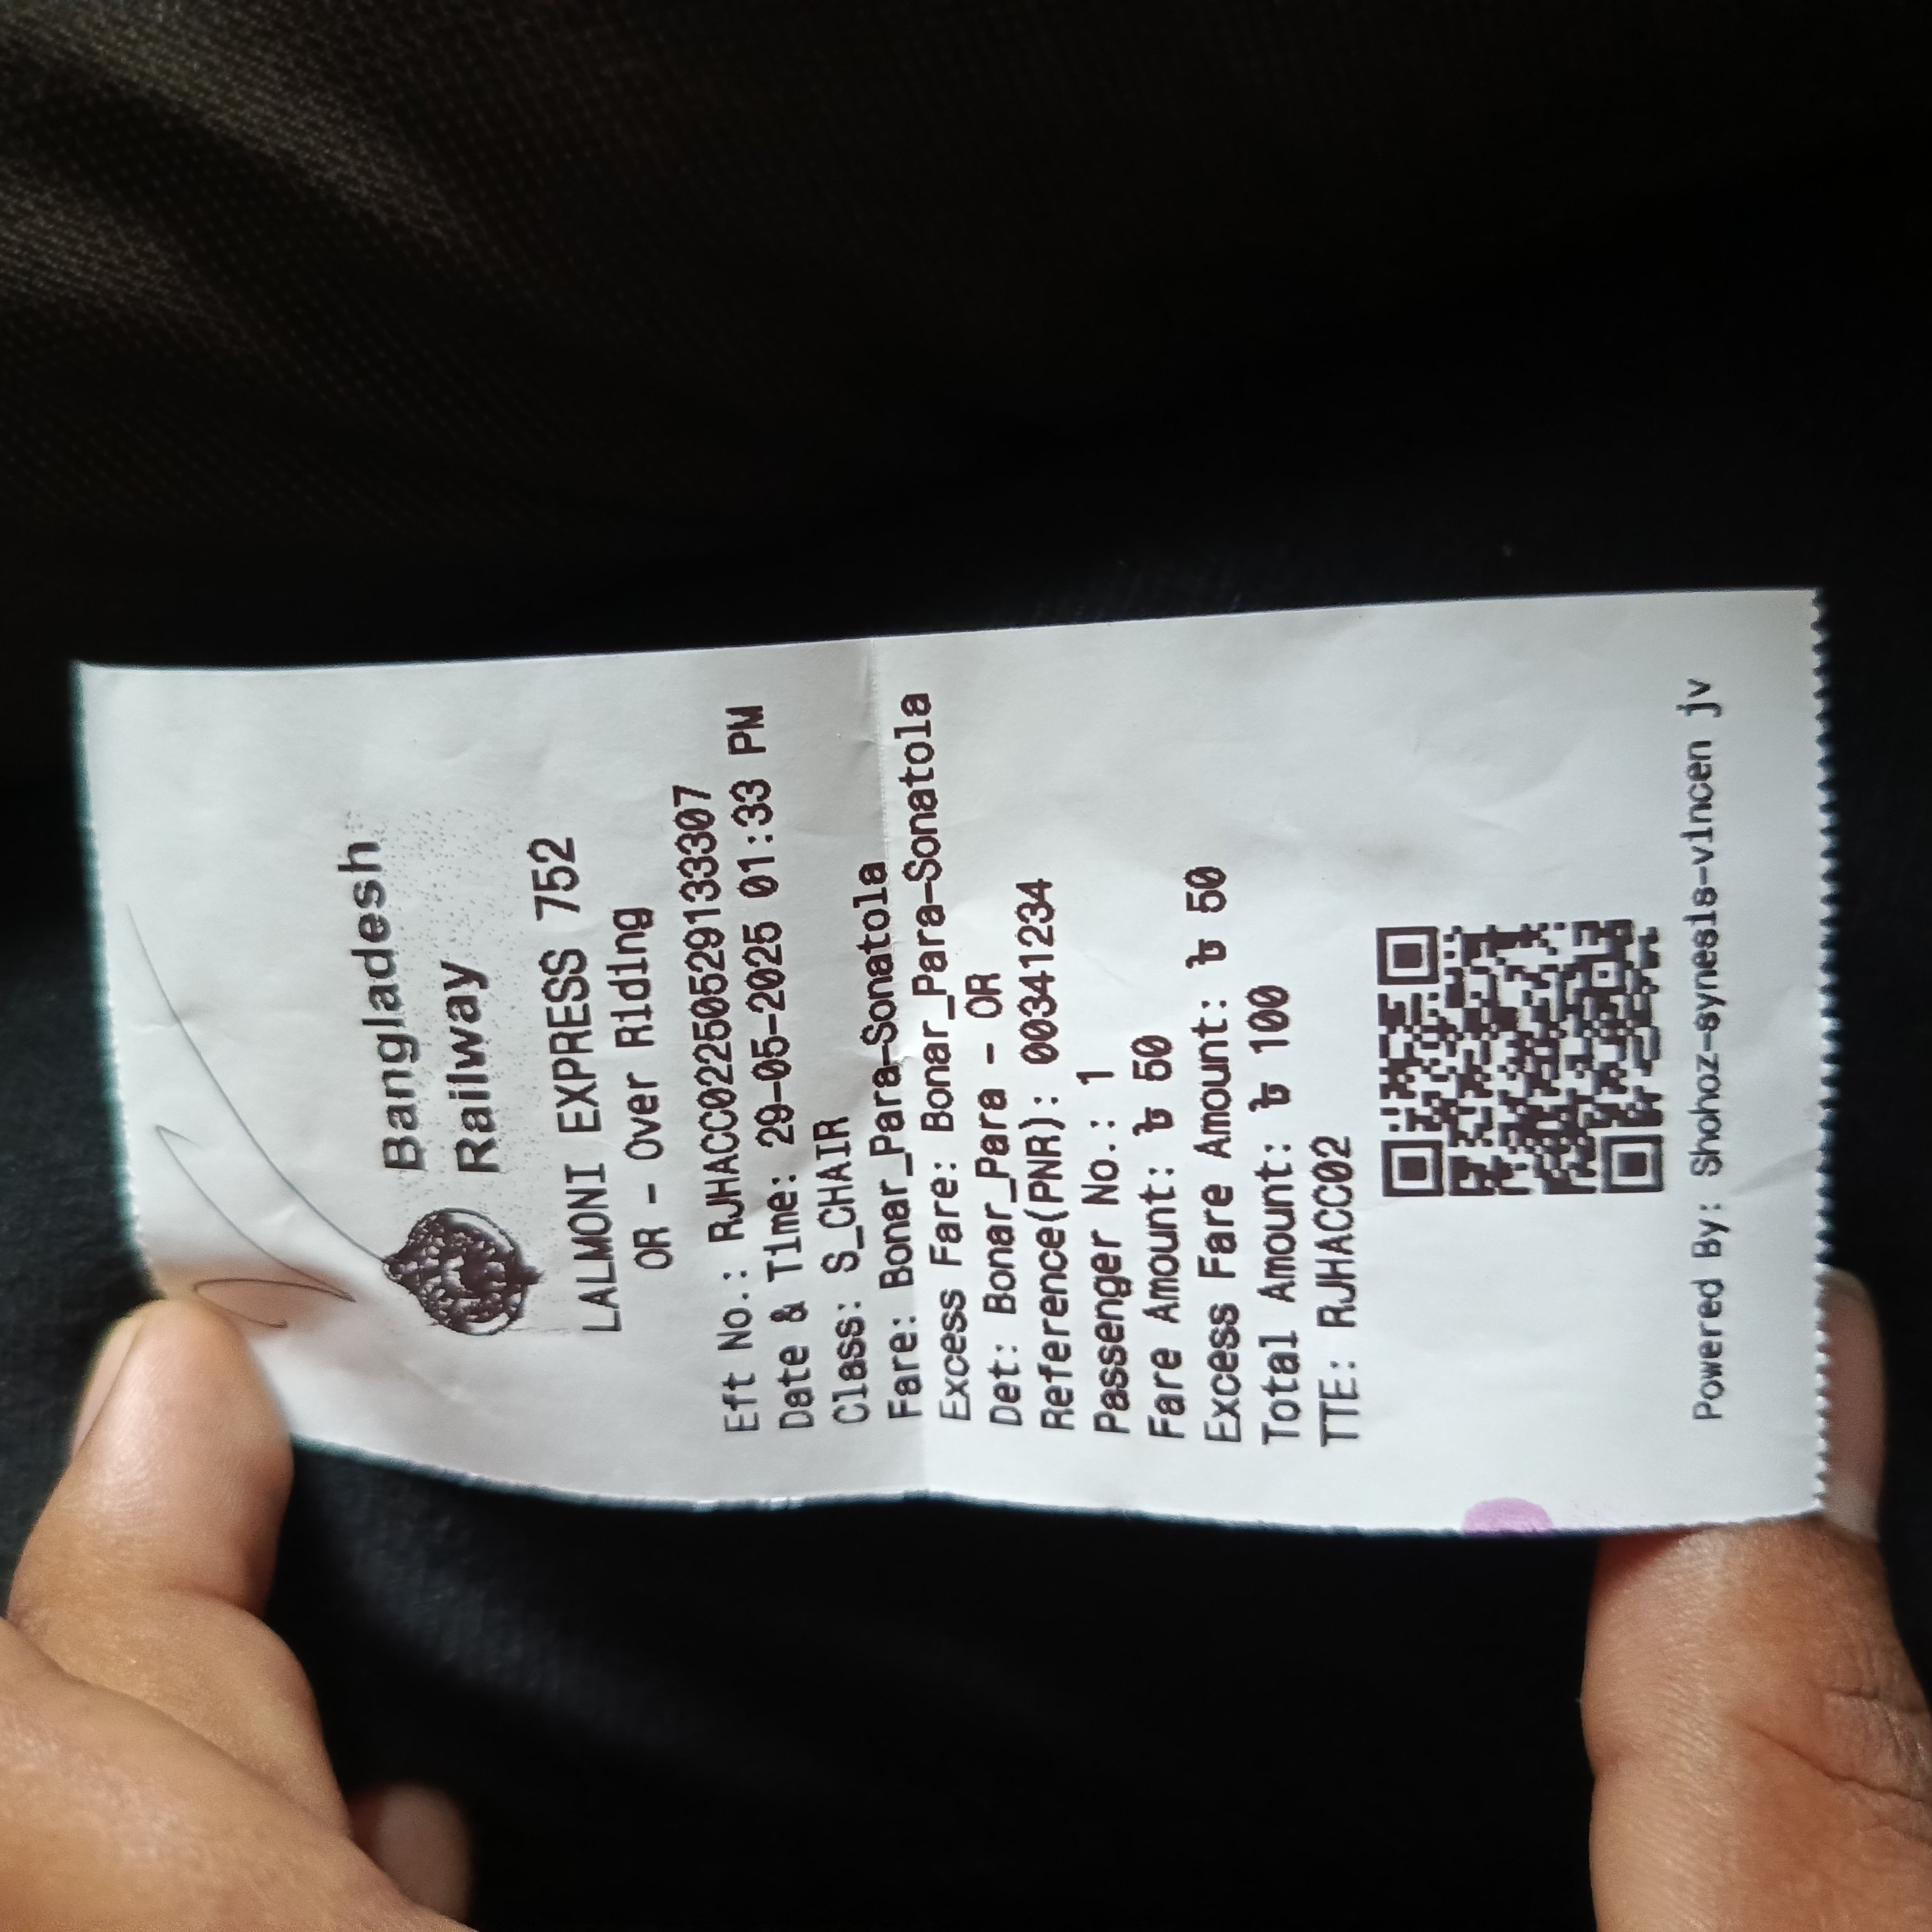 Bangladesh
Railway
LALMONI EXPRESS 752
OR - Over Riding
Eft No.: RJHACC02250529133307
Date & Time: 29-05-2025 01:33 PM
Class: S_CHAIR
Fare: Bonar_Para-Sonatola
Excess Fare: Bonar_Para-Sonatola
Det: Bonar_Para - OR
Reference(PNR): 00341234
Passenger No.: 1
Fare Amount: ৳ 50
Excess Fare Amount: ৳ 50
Total Amount: ৳ 100
TTE: RJHACC02
Powered By: Shohoz-synesis-vincen jv